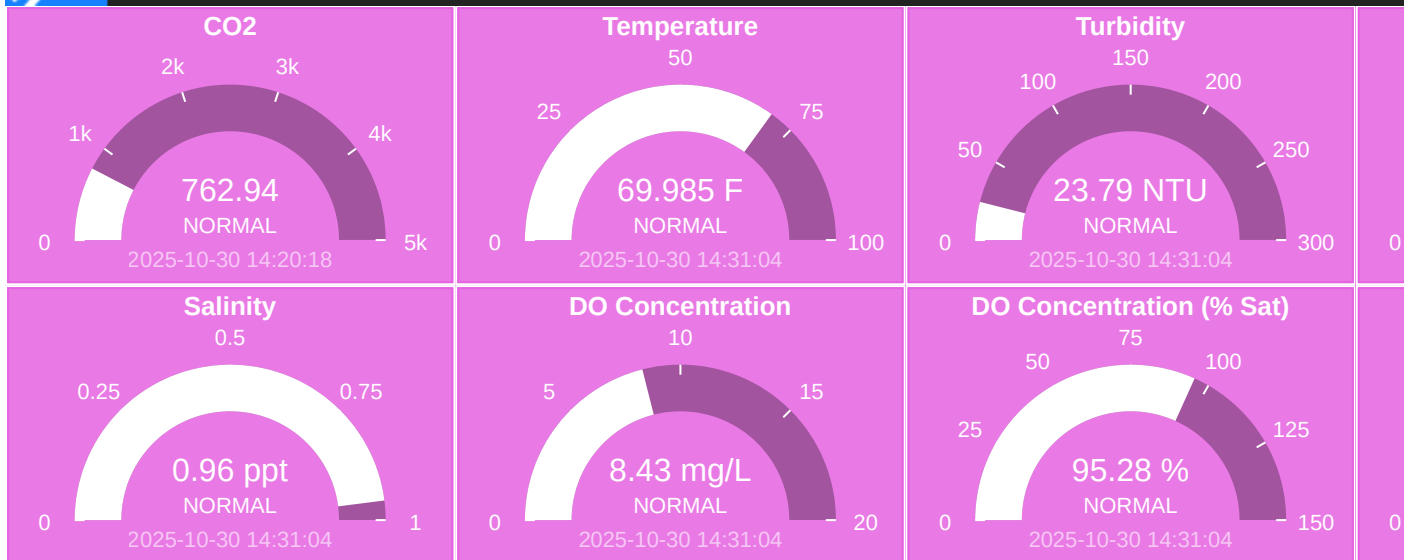 CO2
0
1k
2k
3k
4k
5k
762.94
NORMAL
2025-10-30 14:20:18
Temperature
0
25
50
75
100
69.985 F
NORMAL
2025-10-30 14:31:04
Turbidity
0
50
100
150
200
250
300
23.79 NTU
NORMAL
2025-10-30 14:31:04
0
Salinity
0
0.25
0.5
0.75
1
0.96 ppt
NORMAL
2025-10-30 14:31:04
DO Concentration
0
5
10
15
20
8.43 mg/L
NORMAL
2025-10-30 14:31:04
DO Concentration (% Sat)
0
25
50
75
100
125
150
95.28 %
NORMAL
2025-10-30 14:31:04
0